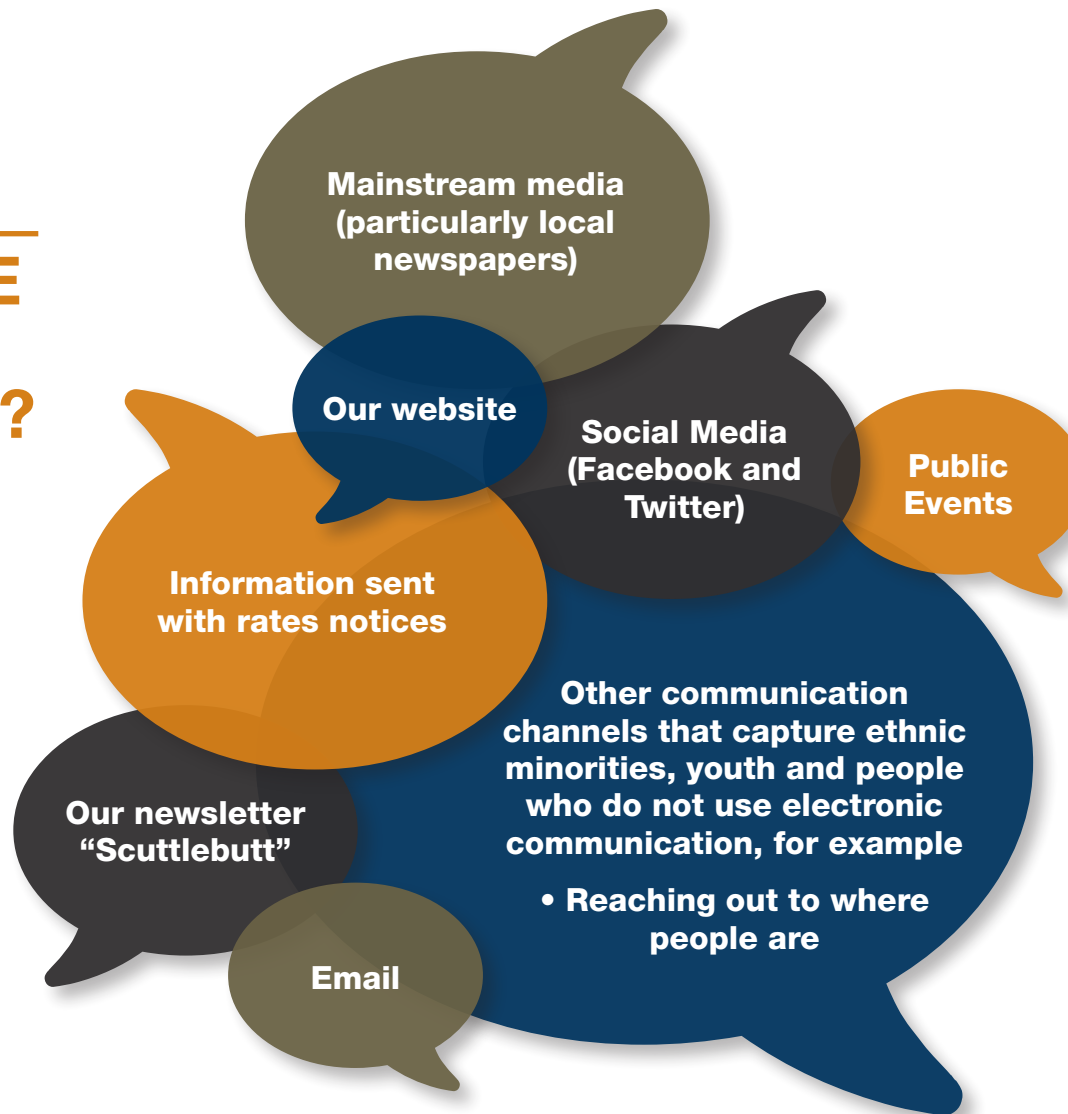 E
?
Mainstream media
(particularly local
newspapers)
Our website
Social Media
(Facebook and
Twitter)
Public
Events
Information sent
with rates notices
Other communication
channels that capture ethnic
minorities, youth and people
who do not use electronic
communication, for example
• Reaching out to where
people are
Our newsletter
“Scuttlebutt”
Email